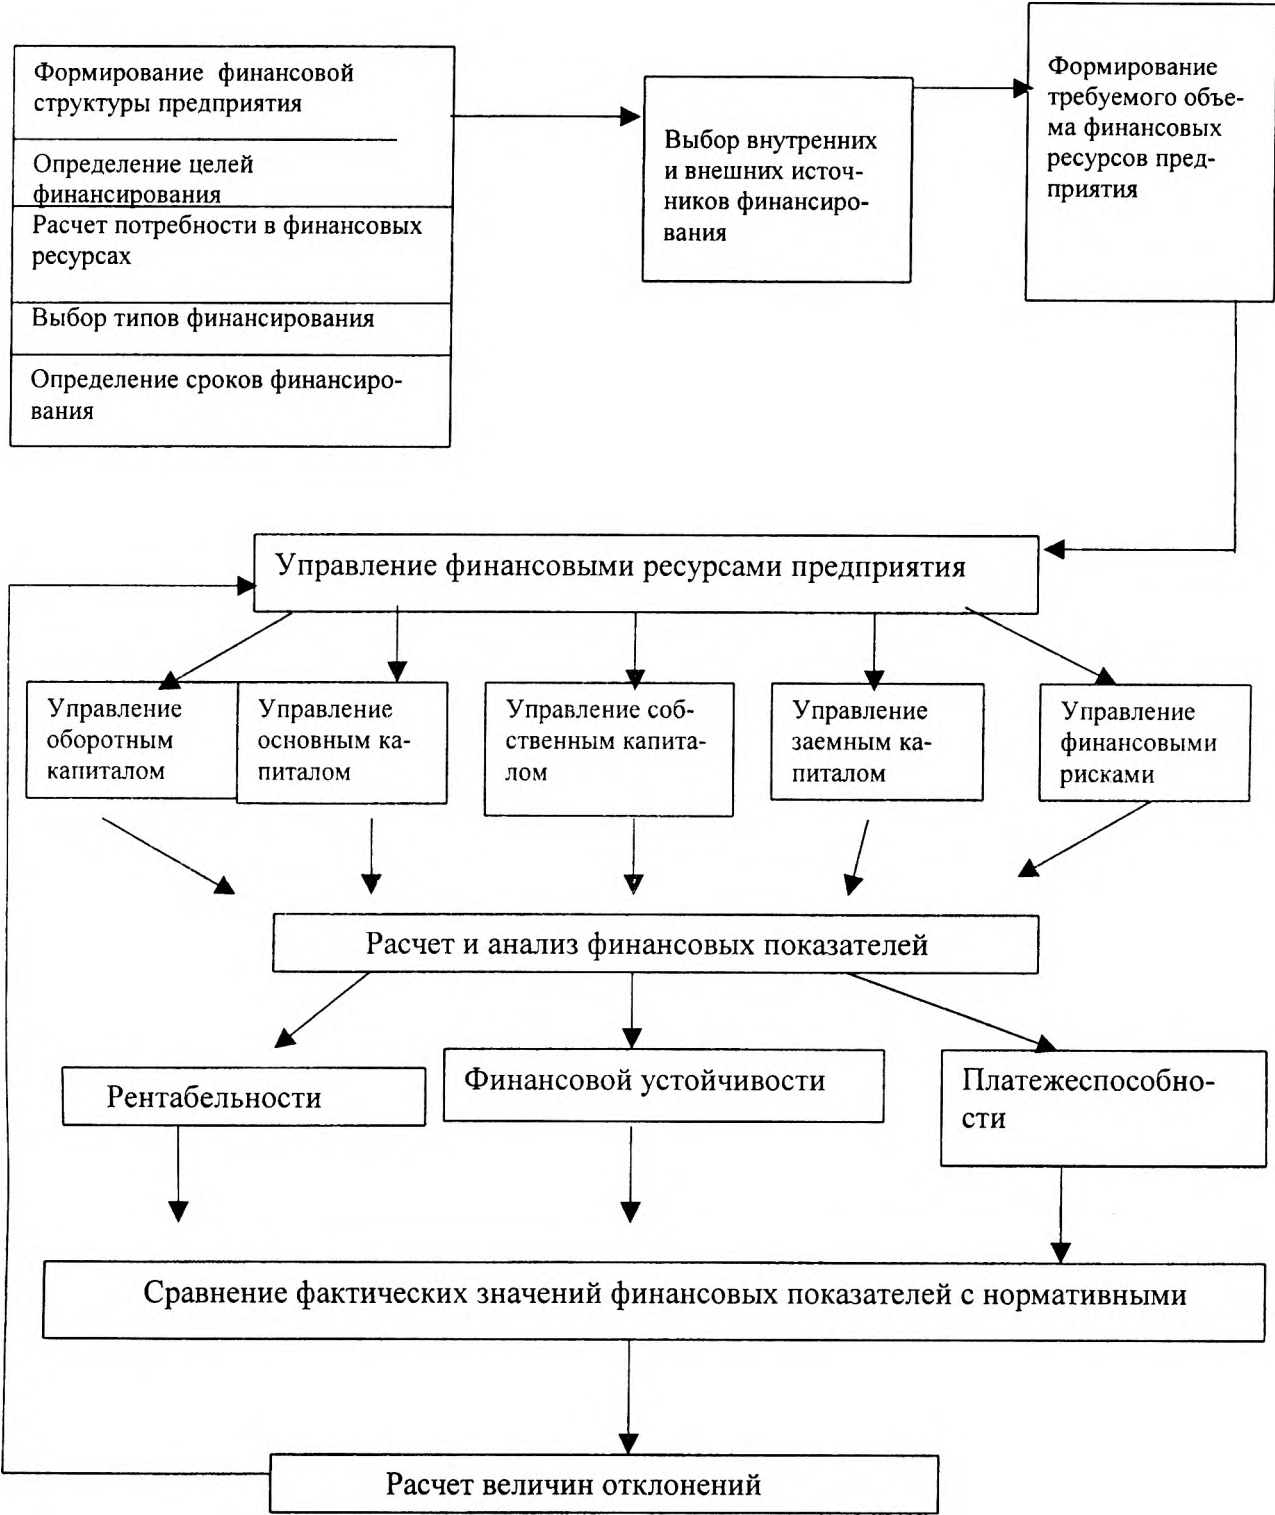 Формирование финансовой
структуры предприятия
Определение целей
финансирования
Расчет потребности в финансовых
ресурсах
Выбор типов финансирования
Определение сроков финансиро-
вания
Выбор внутренних
и внешних источ-
ников финансиро-
вания
Формирование
требуемого объе-
ма финансовых
ресурсов пред-
приятия
Управление финансовыми ресурсами предприятия
Управление
оборотным
капиталом
Управление
основным ка-
питалом
Управление соб-
ственным капита-
лом
Управление
заемным ка-
питалом
Управление
финансовыми
рисками
Расчет и анализ финансовых показателей
Рентабельности
Финансовой устойчивости
Платежеспособно-
сти
Сравнение фактических значений финансовых показателей с нормативными
Расчет величин отклонений